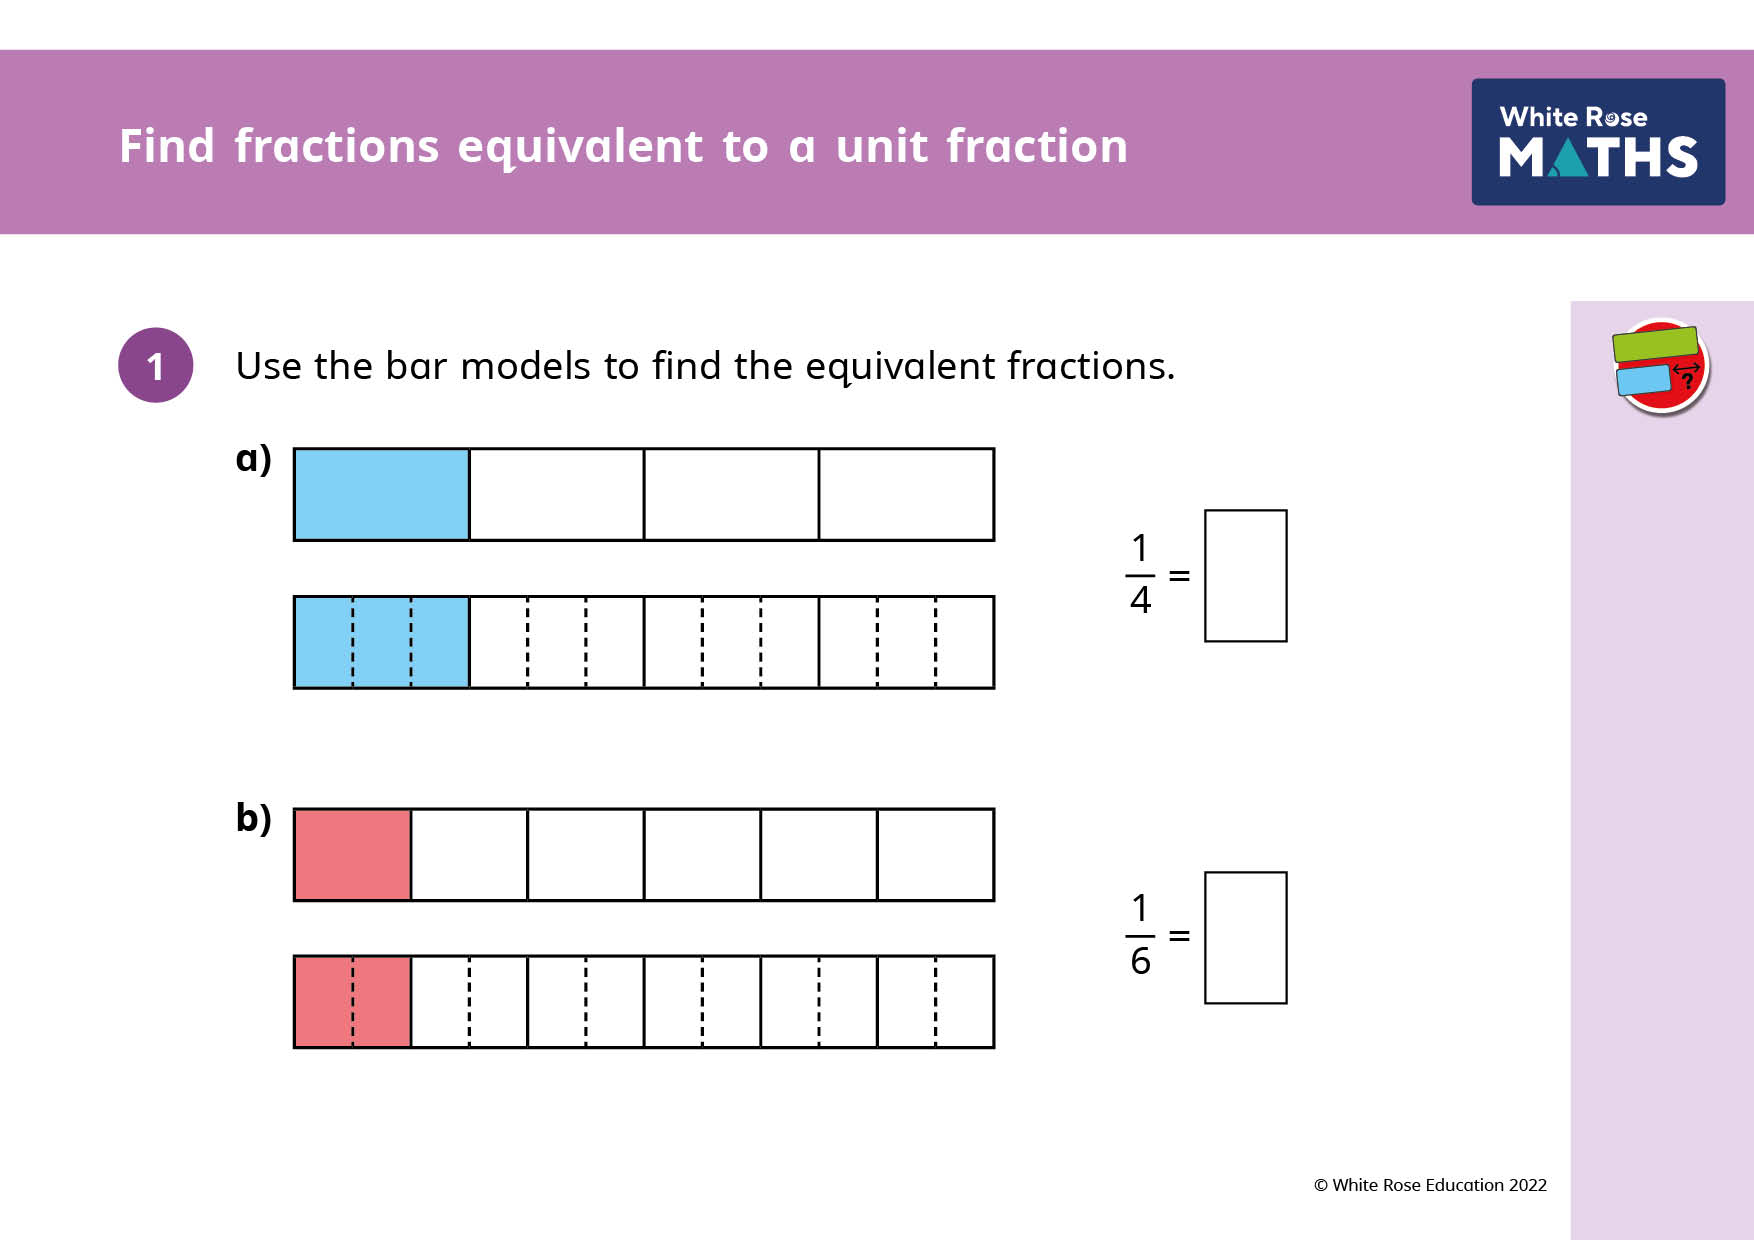 Find fractions equivalent to a unit fraction
White Rose
MATHS
1
Use the bar models to find the equivalent fractions.
?
a)
1
4
=
b)
1
6
=
© White Rose Education 2022